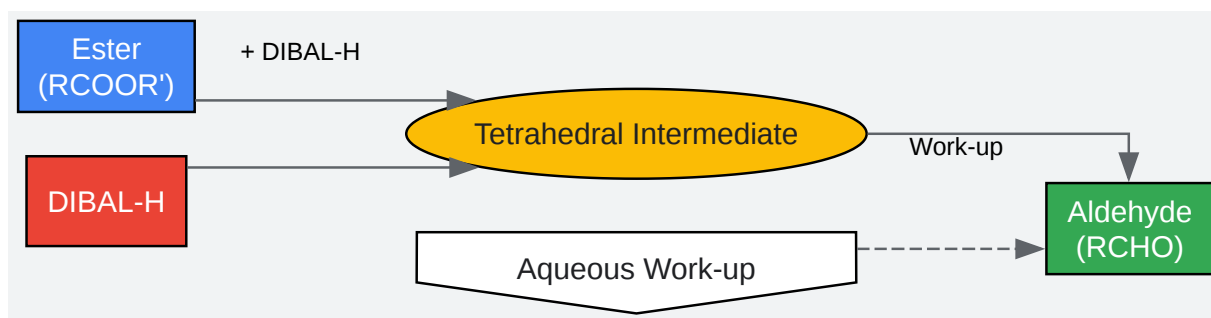 Ester
(RCOOR')
+ DIBAL-H
Tetrahedral Intermediate
Work-up
DIBAL-H
Aldehyde
(RCHO)
Aqueous Work-up